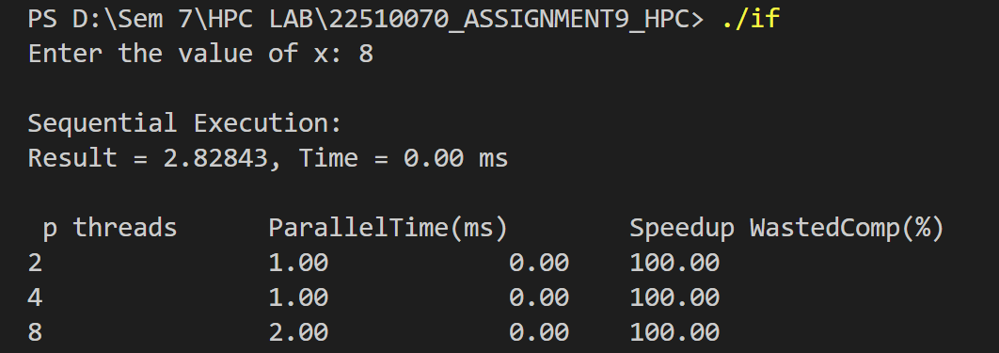 PS D:\Sem 7\HPC LAB\22510070_ASSIGNMENT9_HPC> ./if
Enter the value of x: 8
Sequential Execution:
Result = 2.82843, Time = 0.00 ms
p threads ParallelTime(ms) Speedup WastedComp(%)
2 1.00 0.00 100.00
4 1.00 0.00 100.00
8 2.00 0.00 100.00